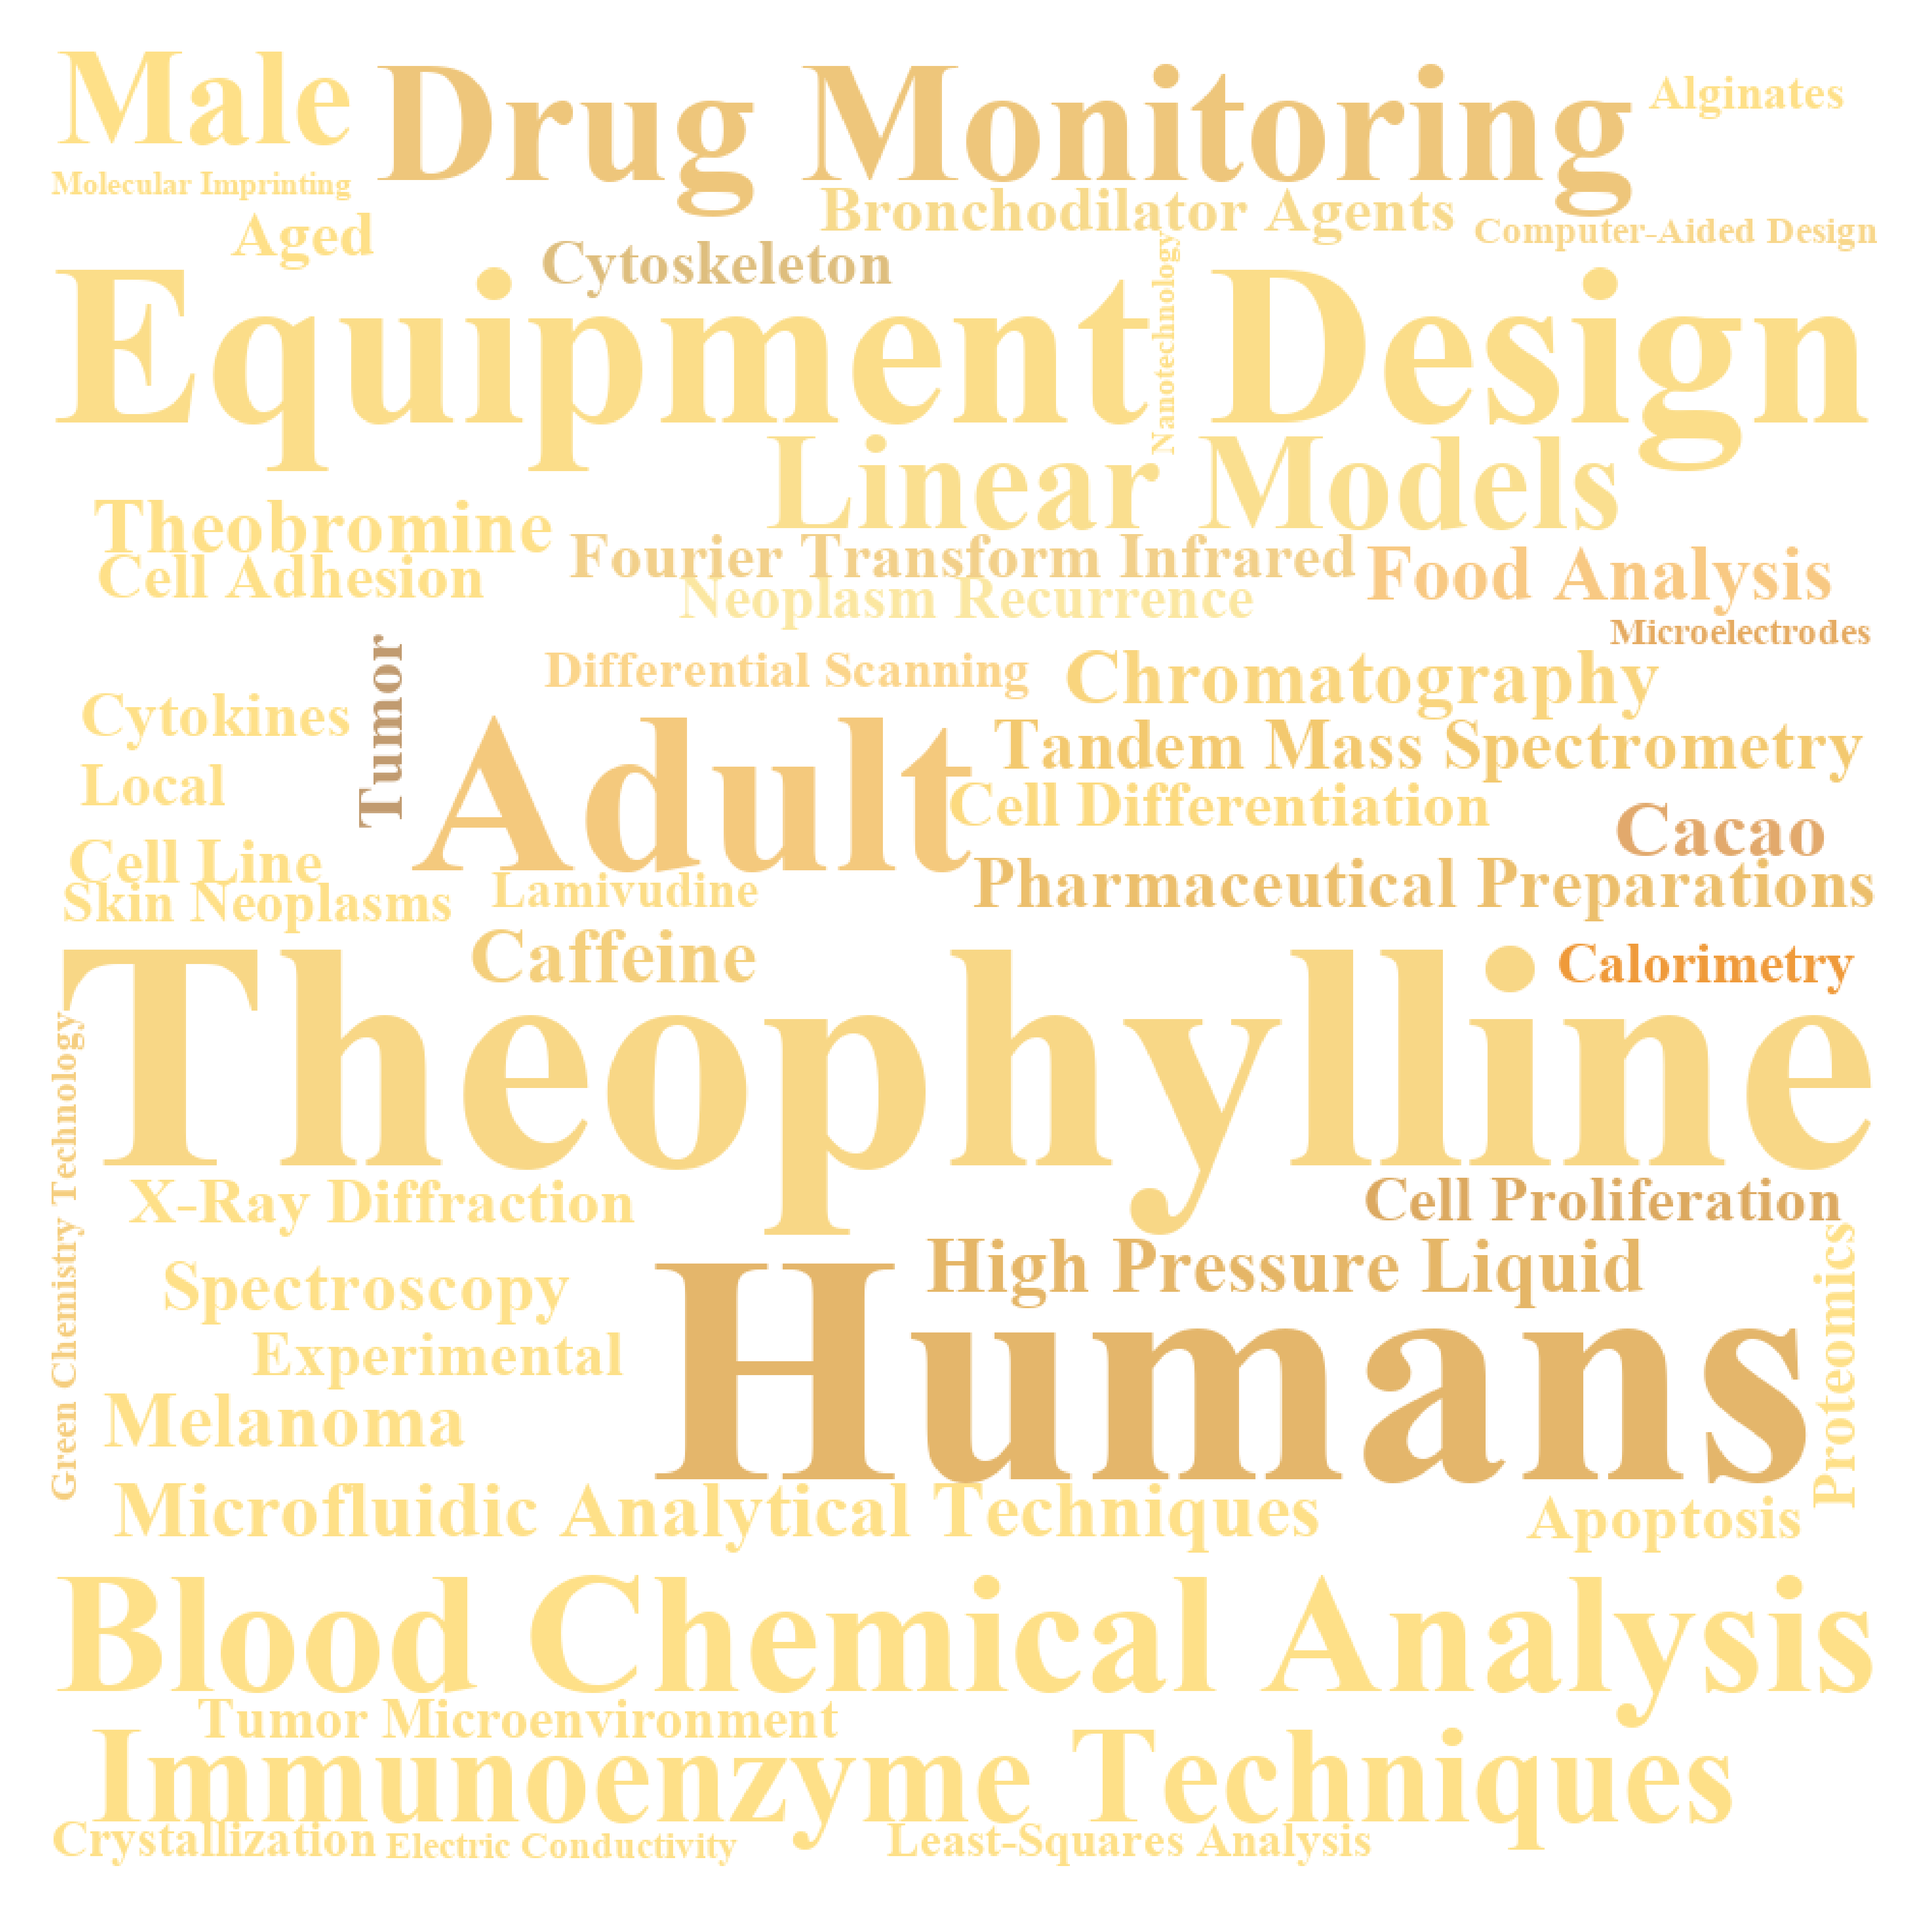 Male
Drug Monitoring
Alginates
Molecular Imprinting
Bronchodilator Agents
Aged
Computer-Aided Design
Cytoskeleton
Nanotechnology
Equipment Design
Linear Models
Theobromine
Fourier Transform Infrared
Food Analysis
Cell Adhesion
Neoplasm Recurrence
Microelectrodes
Tumor
Differential Scanning
Chromatography
Cytokines
Adult
Tandem Mass Spectrometry
Local
Cell Differentiation
Cacao
Cell Line
Pharmaceutical Preparations
Skin Neoplasms
Lamivudine
Caffeine
Calorimetry
Theophylline
Green Chemistry Technology
X-Ray Diffraction
Cell Proliferation
Spectroscopy
High Pressure Liquid
Proteomics
Experimental
Humans
Melanoma
Microfluidic Analytical Techniques
Apoptosis
Blood Chemical Analysis
Tumor Microenvironment
Immunoenzyme Techniques
Crystallization
Electric Conductivity
Least-Squares Analysis